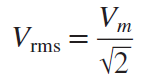 V_rms = V_m / √2